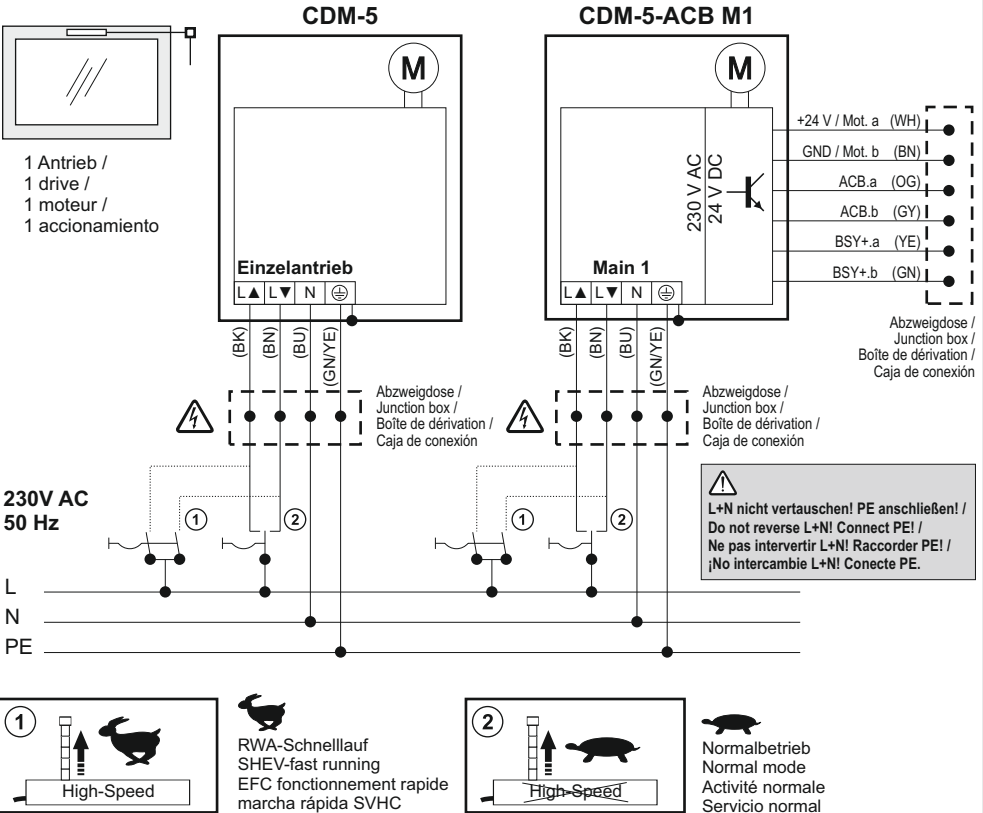 CDM-5
CDM-5-ACB M1
1 Antrieb /
1 drive /
1 moteur /
1 accionamiento
M
Einzelantrieb
L▲ L▼ N
(BK) (BN) (BU) (GN/YE)
Abzweigdose /
Junction box /
Boîte de dérivation /
Caja de conexión
M
230 V AC
24 V DC
Main 1
L▲ L▼ N
(BK) (BN) (BU) (GN/YE)
Abzweigdose /
Junction box /
Boîte de dérivation /
Caja de conexión
+24 V / Mot. a (WH)
GND / Mot. b (BN)
ACB.a (OG)
ACB.b (GY)
BSY+.a (YE)
BSY+.b (GN)
Abzweigdose /
Junction box /
Boîte de dérivation /
Caja de conexión
230V AC
50 Hz
1 2
1 2
L+N nicht vertauschen! PE anschließen! /
Do not reverse L+N! Connect PE! /
Ne pas intervertir L+N! Raccorder PE! /
¡No intercambie L+N! Conecte PE.
L
N
PE
1
High-Speed
RWA-Schnelllauf
SHEV-fast running
EFC fonctionnement rapide
marcha rápida SVHC
2
High-Speed
Normalbetrieb
Normal mode
Activité normale
Servicio normal